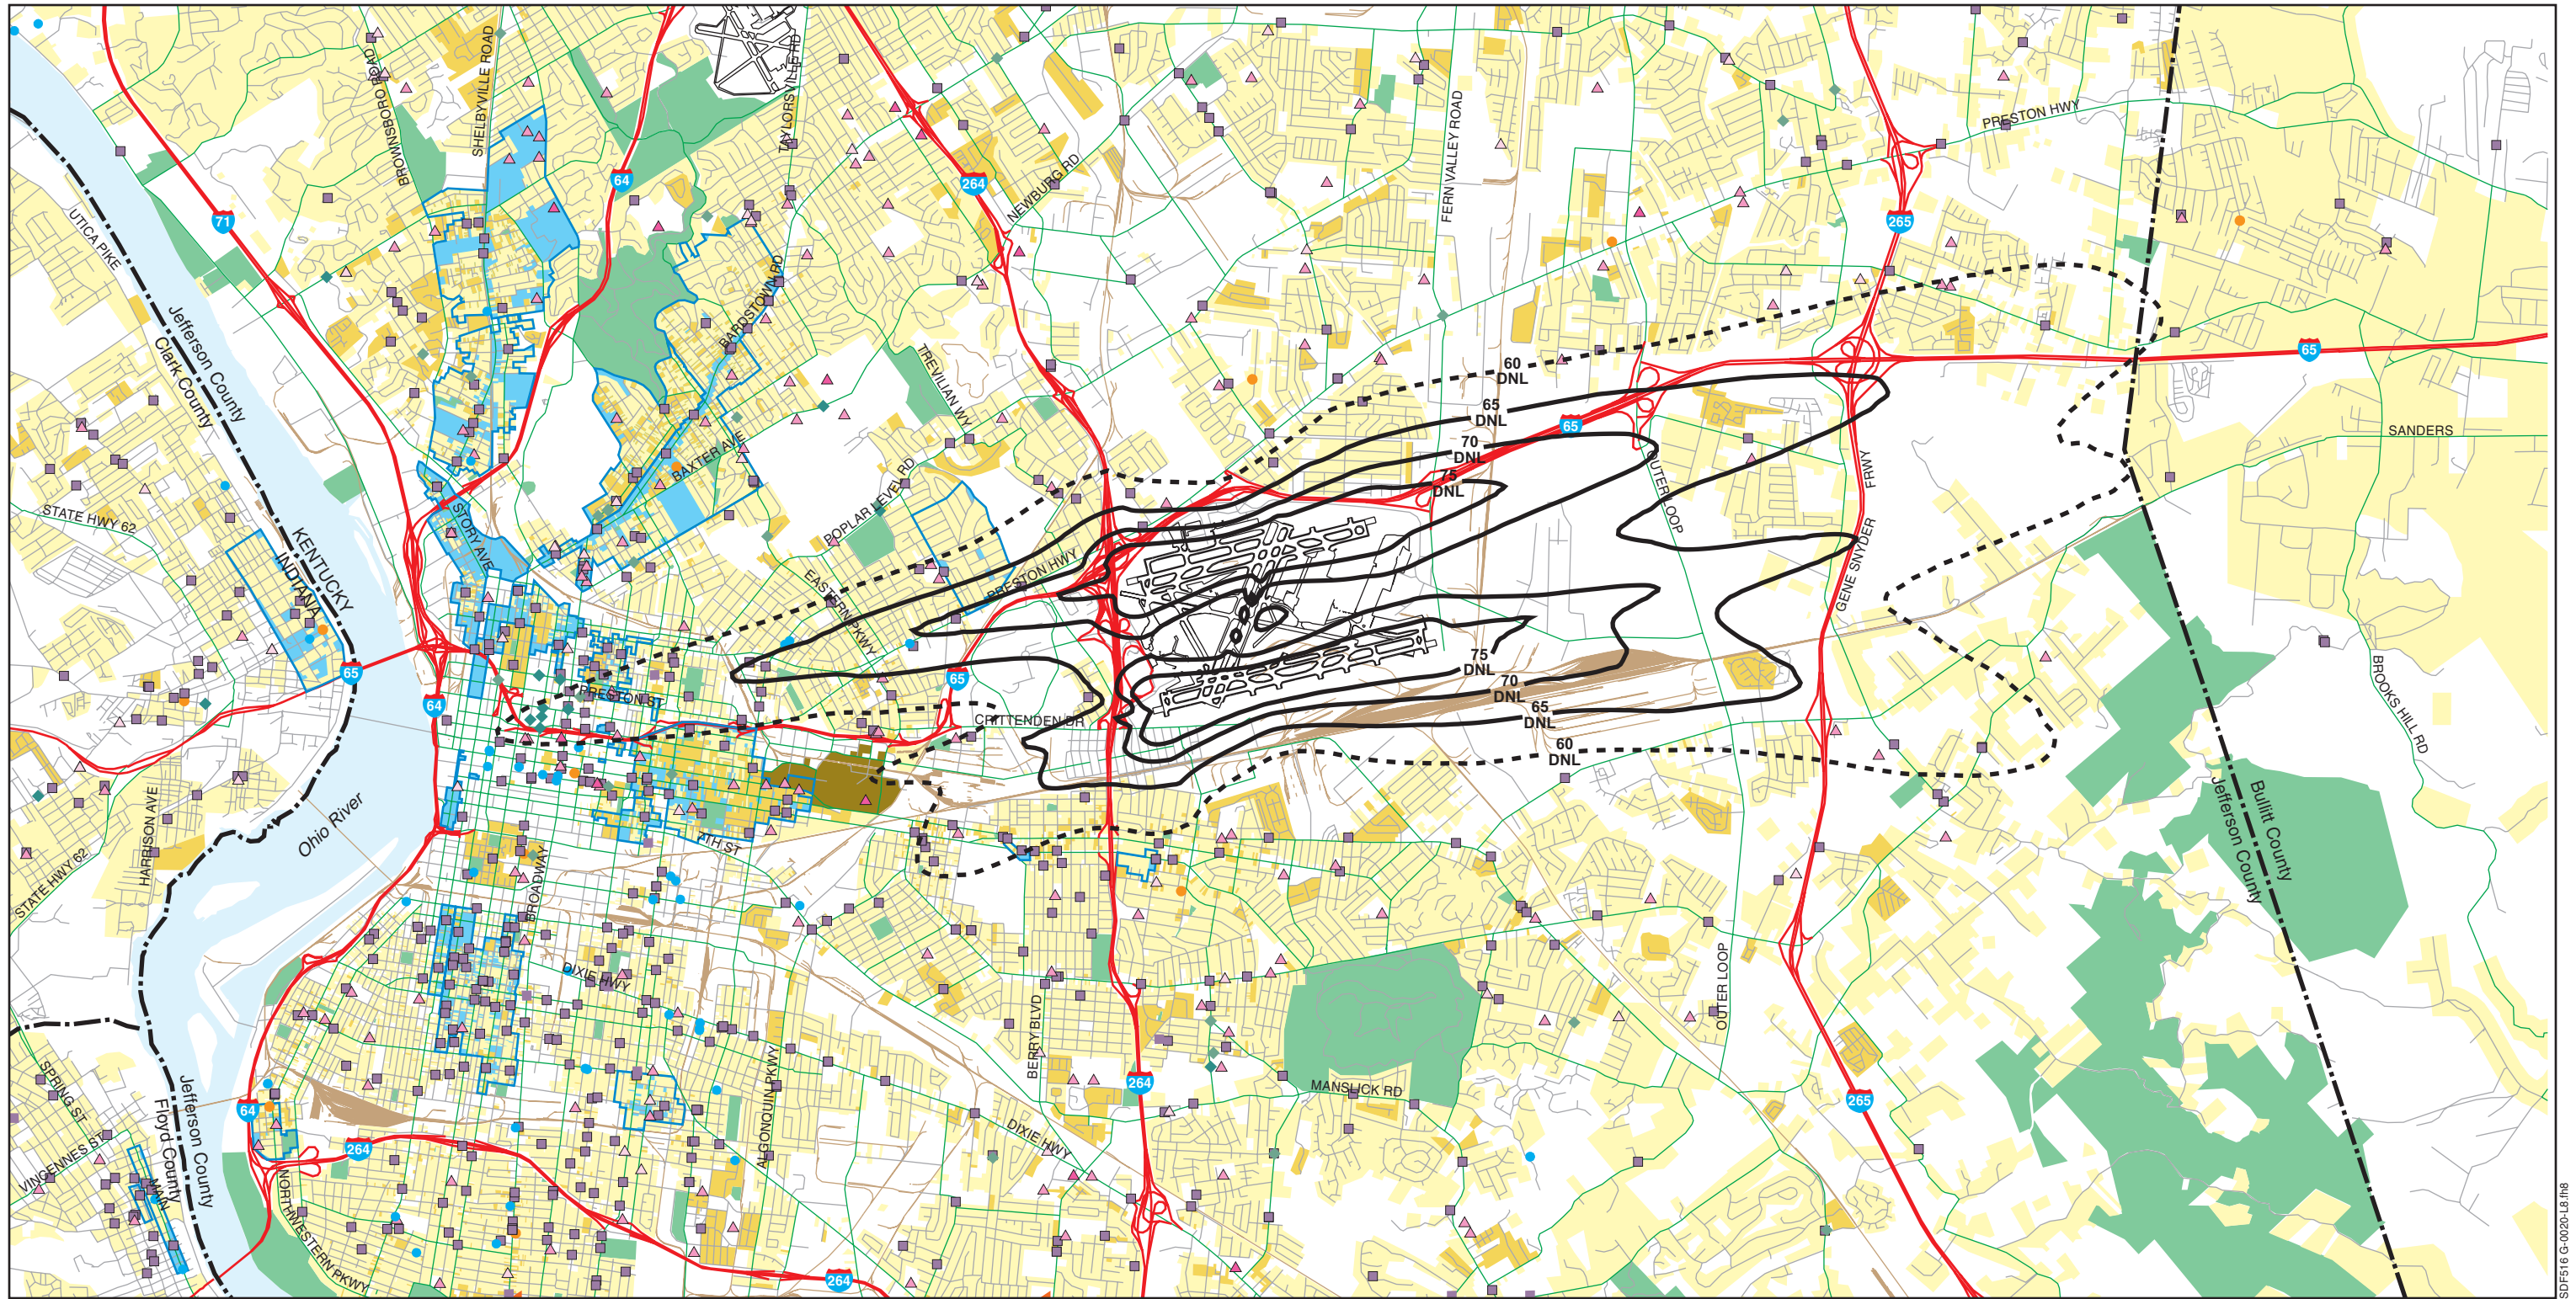 BROWNSBORO ROAD
SHELBYVILLE ROAD
64
TAYLORSVILLE RD
264
NEWBURG RD
FERN VALLEY ROAD
PRESTON HWY
265
71
UTICA PIKE
Jefferson County
Clark County
BARDSTOWN RD
TREVILIAN WY
BAXTER AVE
POPLAR LEVEL RD
60
DNL
65
DNL
70
DNL
75
DNL
65
65
SANDERS
OUTER LOOP
GENE SNYDER
FRWY
STATE HWY 62
KENTUCKY
INDIANA
STORY AVE
EASTERN PKWY
PRESTON HWY
65
64
PRESTON ST
65
CRITTENDEN DR
75
DNL
70
DNL
65
DNL
60
DNL
BROOKS HILL RD
Bullitt County
Jefferson County
Ohio River
HARRISON AVE
STATE HWY 62
BROADWAY
4TH ST
DIXIE HWY
BERRY BLVD
OUTER LOOP
ALGONQUIN PKWY
264
MANSLICK RD
265
DIXIE HWY
SPRING ST
VINCENNES ST
MAIN
Floyd County
Jefferson County
64
264
NORTHWESTERN PKWY
264
SDF516 G-0020-L8.fh8